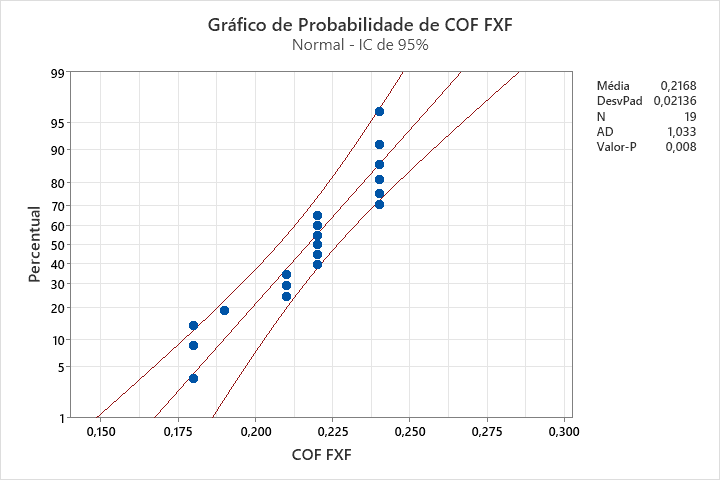 Gráfico de Probabilidade de COF FXF
Normal - IC de 95%
99
95
90
80
70
60
50
40
30
20
10
5
1
Percentual
0,150 0,175 0,200 0,225 0,250 0,275 0,300
COF FXF
Média 0,2168
DesvPad 0,02136
N 19
AD 1,033
Valor-P 0,008